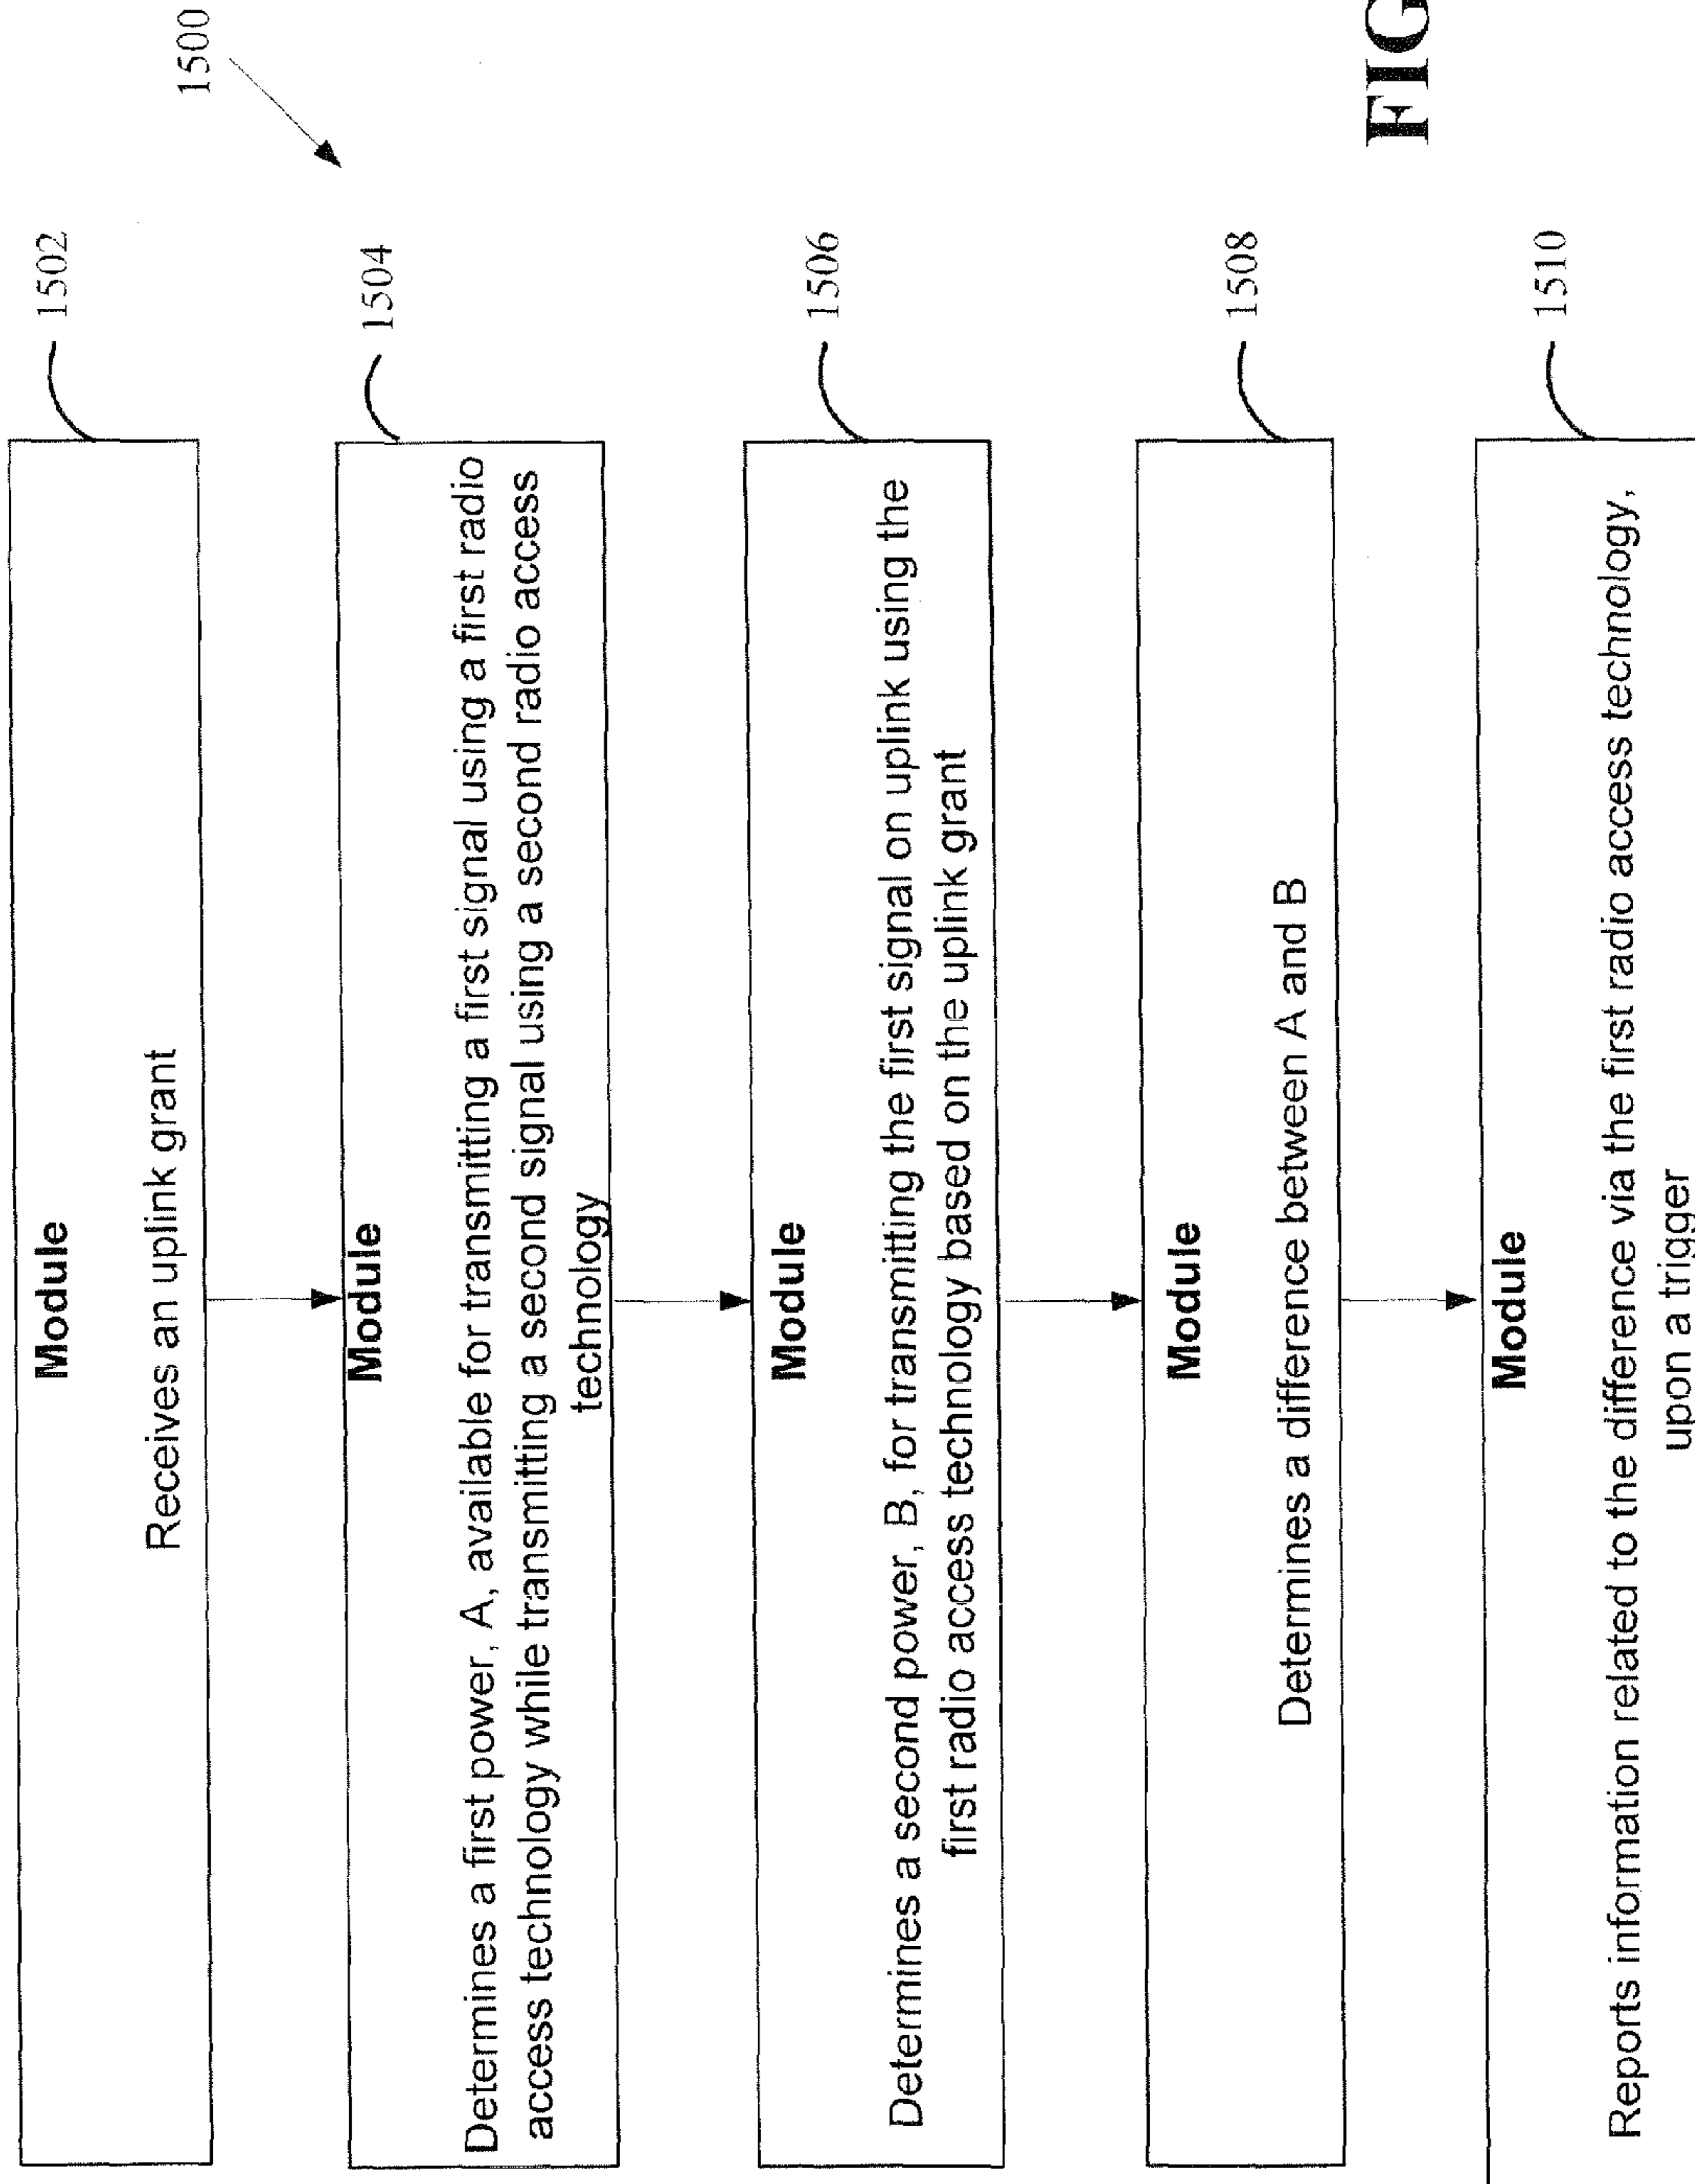 1500
Module
1502
Receives an uplink grant
Module
1504
Determines a first power, A, available for transmitting a first signal using a first radio
access technology while transmitting a second signal using a second radio access
technology
Module
1506
Determines a second power, B, for transmitting the first signal on uplink using the
first radio access technology based on the uplink grant
Module
1508
Determines a difference between A and B
Module
1510
Reports information related to the difference via the first radio access technology,
upon a trigger
FIG